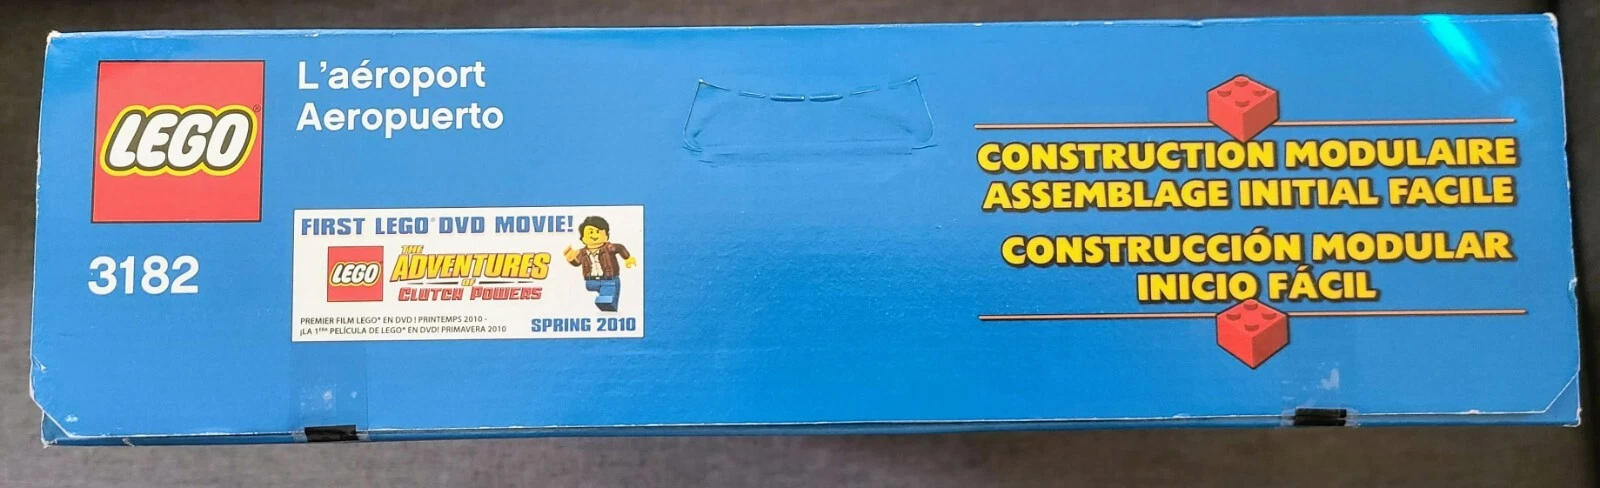 LEGO®
L'aéroport
Aeropuerto
3182
FIRST LEGO® DVD MOVIE!
LEGO
THE
ADVENTURES
OF
CLUTCH POWERS
PREMIER FILM LEGO® EN DVD ! PRINTEMPS 2010 -
¡LA 1ERA PELÍCULA DE LEGO® EN DVD! PRIMAVERA 2010
SPRING 2010
CONSTRUCTION MODULAIRE
ASSEMBLAGE INITIAL FACILE
CONSTRUCCIÓN MODULAR
INICIO FÁCIL